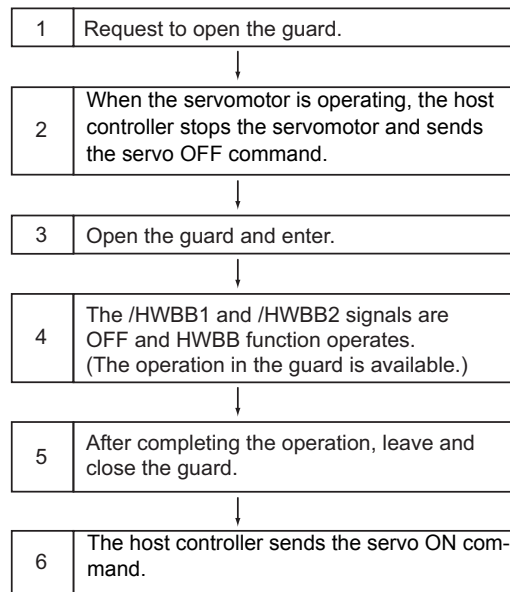 1
Request to open the guard.
2
When the servomotor is operating, the host
controller stops the servomotor and sends
the servo OFF command.
3
Open the guard and enter.
4
The /HWBB1 and /HWBB2 signals are
OFF and HWBB function operates.
(The operation in the guard is available.)
5
After completing the operation, leave and
close the guard.
6
The host controller sends the servo ON com-
mand.